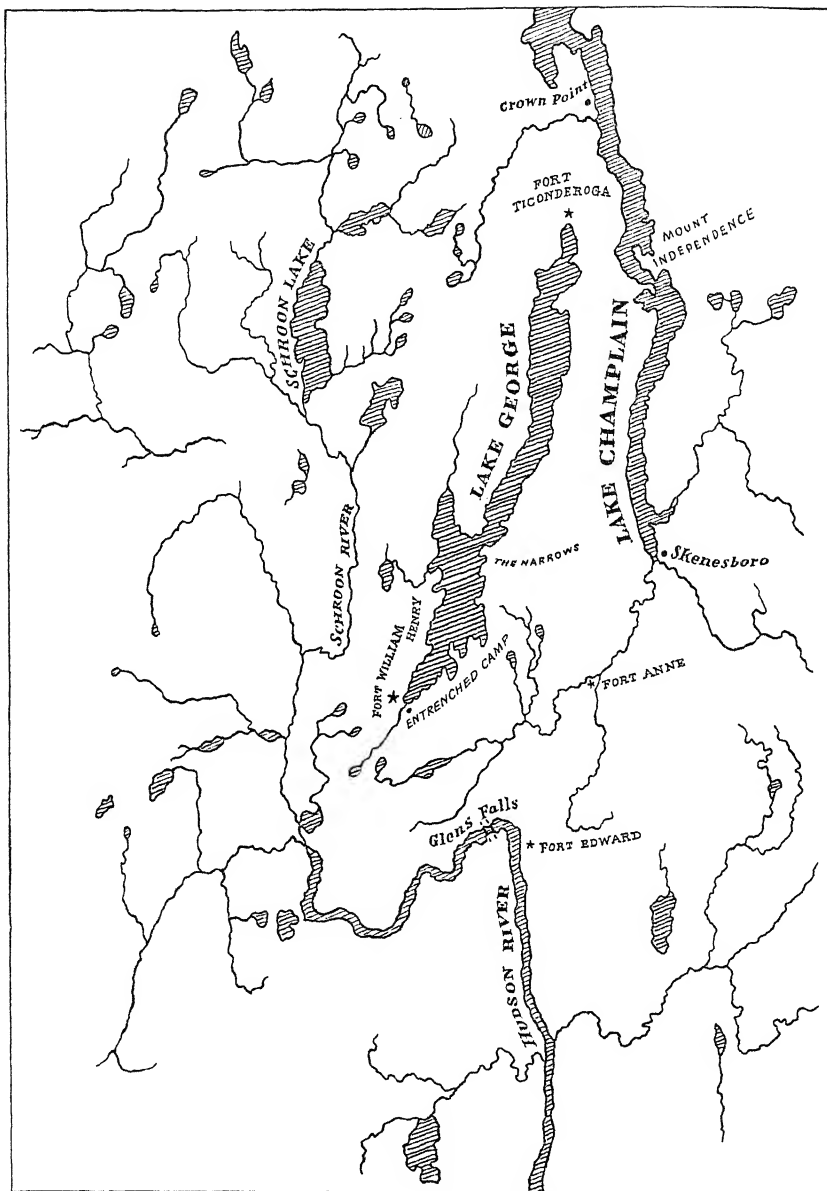 Crown Point
FORT
TICONDEROGA
MOUNT
INDEPENDENCE
SCHROON LAKE
LAKE GEORGE
LAKE CHAMPLAIN
SCHROON RIVER
THE NARROWS
Skenesboro
FORT WILLIAM
HENRY
ENTRENCHED CAMP
FORT ANNE
Glens Falls
FORT EDWARD
HUDSON RIVER